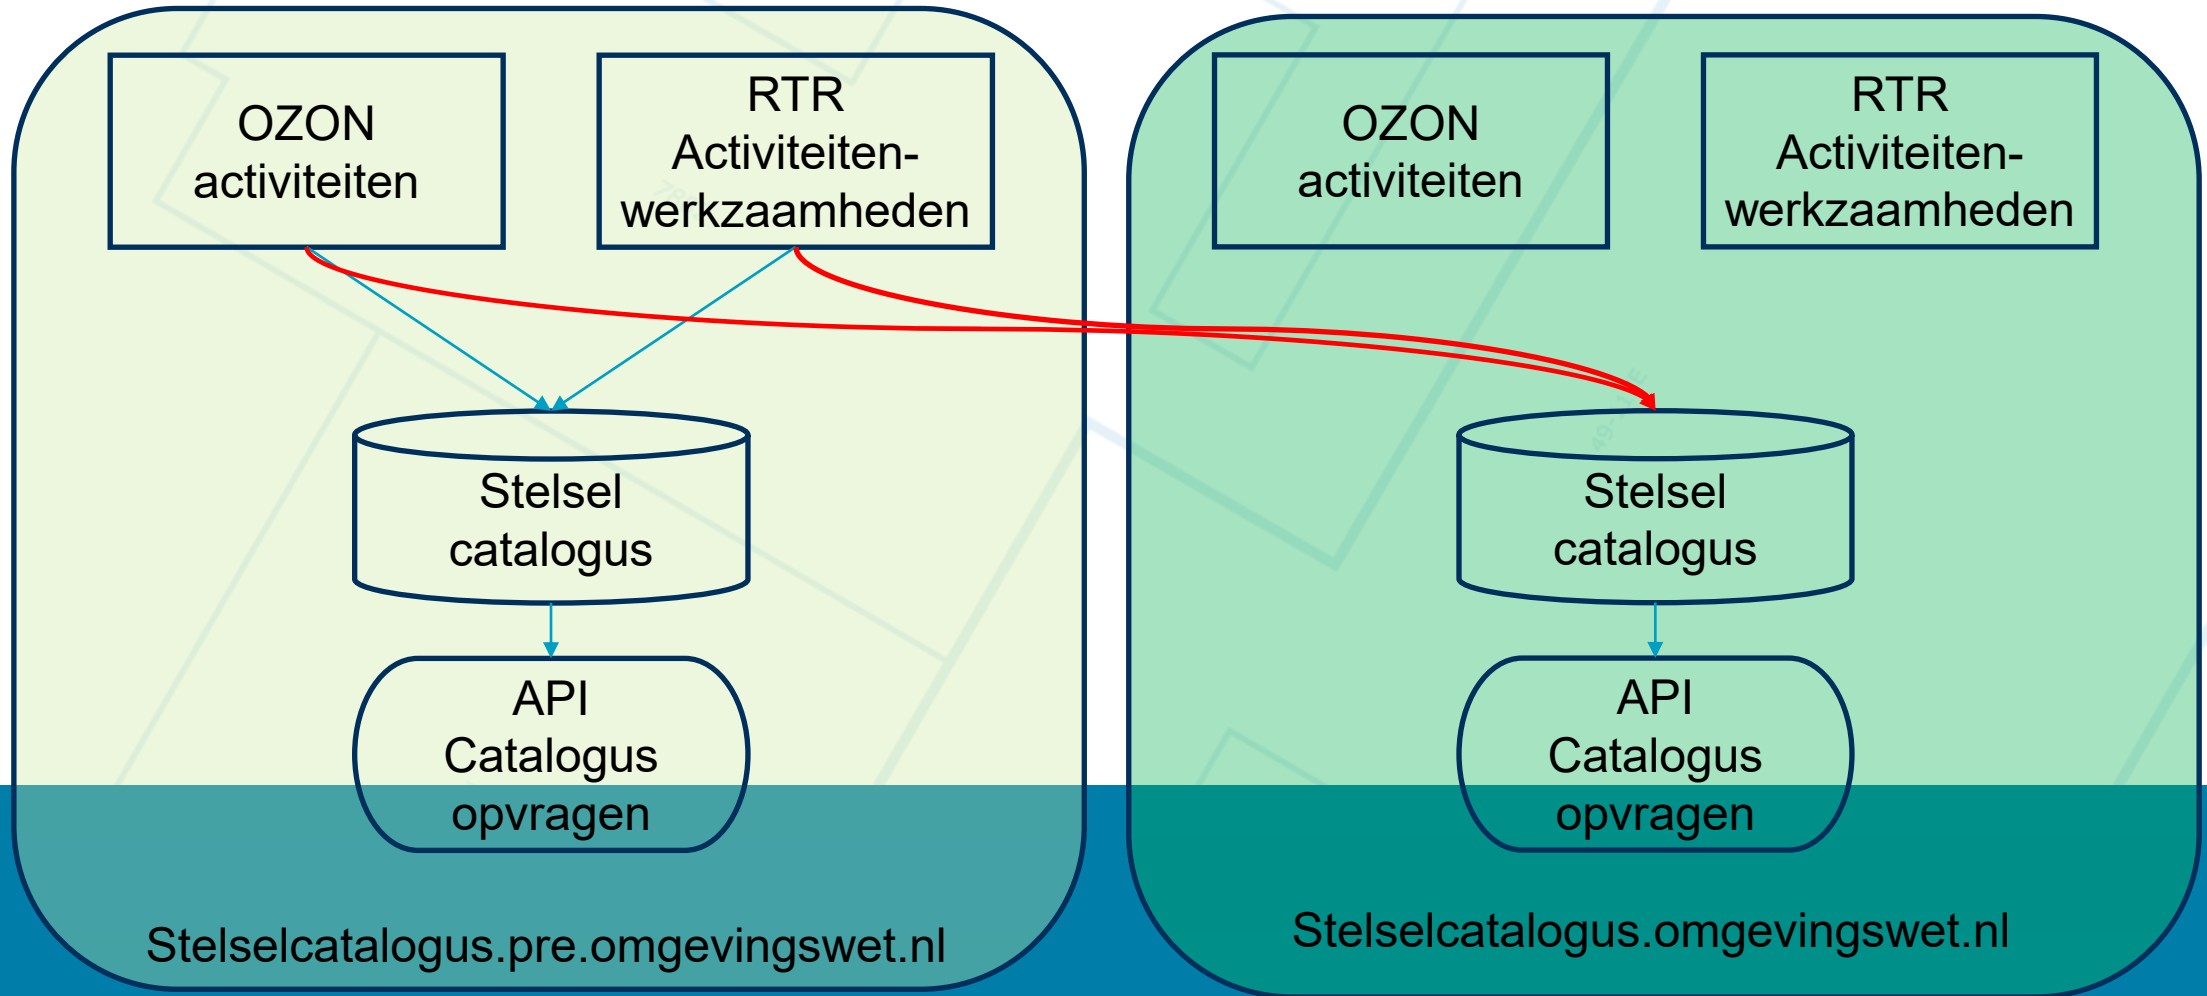 OZON
activiteiten
RTR
Activiteiten-
werkzaamheden
Stelsel
catalogus
API
Catalogus
opvragen
Stelselcatalogus.pre.omgevingswet.nl
OZON
activiteiten
RTR
Activiteiten-
werkzaamheden
Stelsel
catalogus
API
Catalogus
opvragen
Stelselcatalogus.omgevingswet.nl